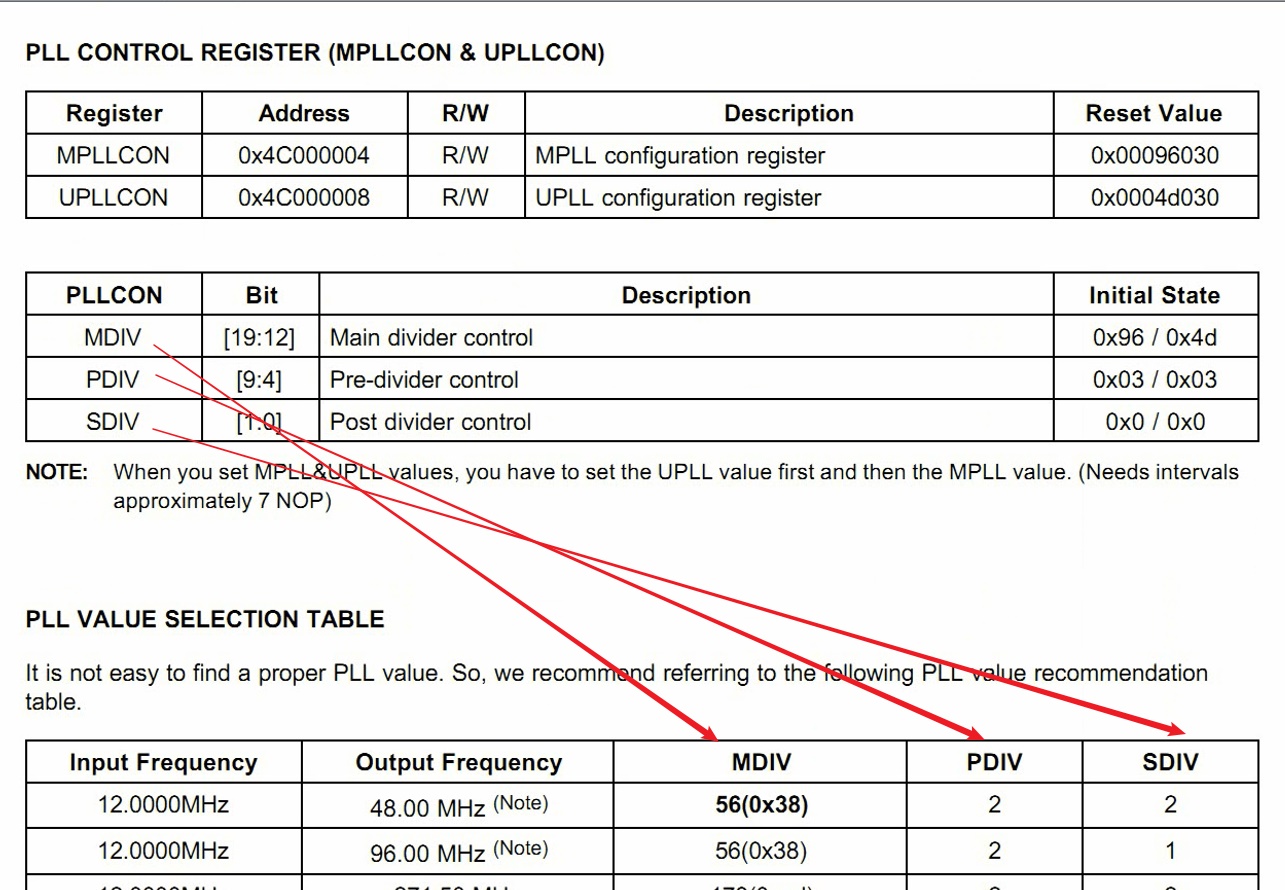 PLL CONTROL REGISTER (MPLLCON & UPLLCON)
Register Address R/W Description Reset Value
MPLLCON 0x4C000004 R/W MPLL configuration register 0x00096030
UPLLCON 0x4C000008 R/W UPLL configuration register 0x0004d030
PLLCON Bit Description Initial State
MDIV [19:12] Main divider control 0x96 / 0x4d
PDIV [9:4] Pre-divider control 0x03 / 0x03
SDIV [1:0] Post divider control 0x0 / 0x0
NOTE: When you set MPLL&UPLL values, you have to set the UPLL value first and then the MPLL value. (Needs intervals
approximately 7 NOP)
PLL VALUE SELECTION TABLE
It is not easy to find a proper PLL value. So, we recommend referring to the following PLL value recommendation
table.
Input Frequency Output Frequency MDIV PDIV SDIV
12.0000MHz 48.00 MHz (Note) 56(0x38) 2 2
12.0000MHz 96.00 MHz (Note) 56(0x38) 2 1